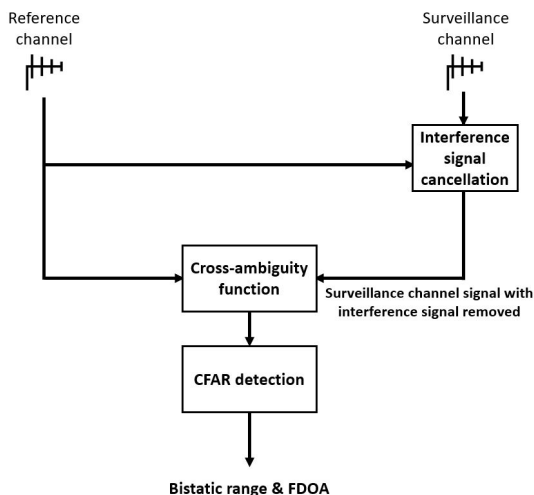 Reference
channel
Surveillance
channel
Interference
signal
cancellation
Cross-ambiguity
function
Surveillance channel signal with
interference signal removed
CFAR detection
Bistatic range & FDOA